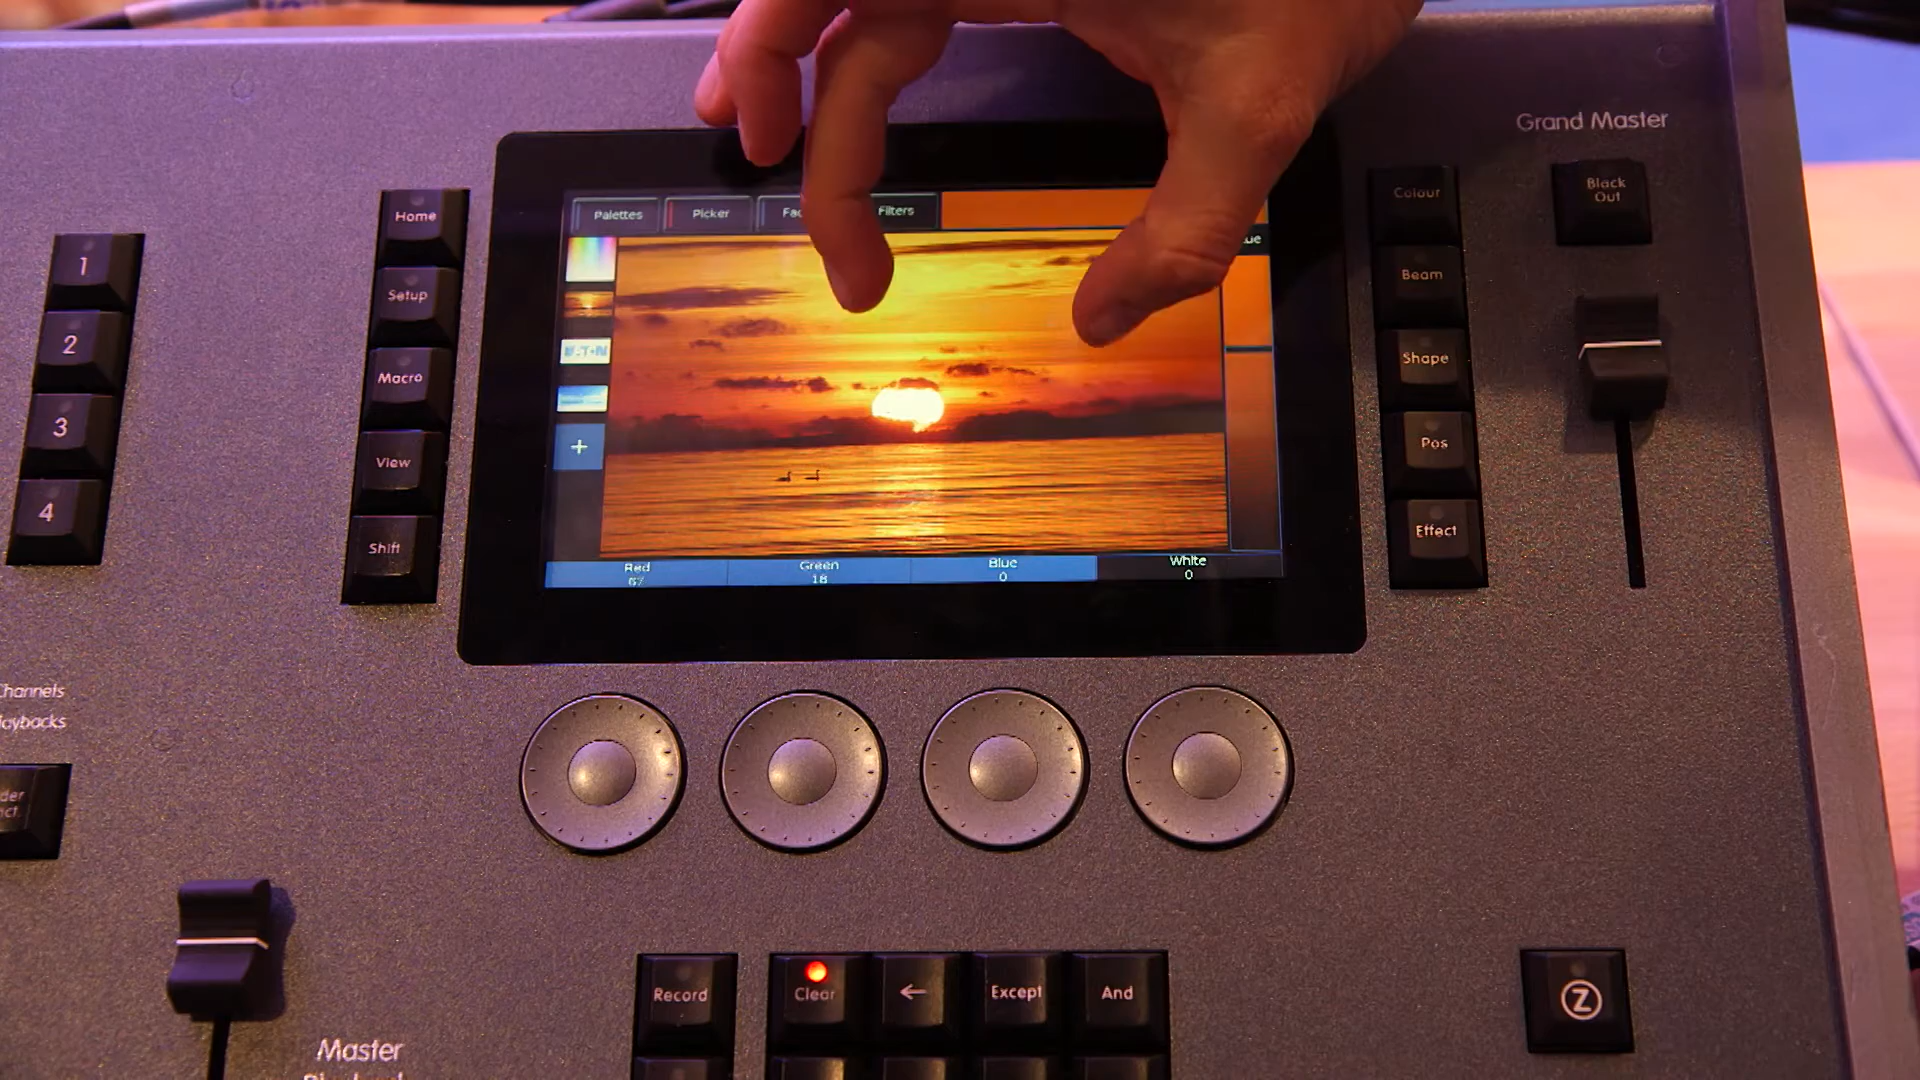 Grand Master
Black
Out
Colour
Beam
Shape
Pos
Effect
Home
Setup
Macro
View
Shift
1
2
3
4
Palettes
Picker
Filters
Red
67
Green
18
Blue
0
White
0
Channels
Record
Clear
←
Except
And
Z
Master